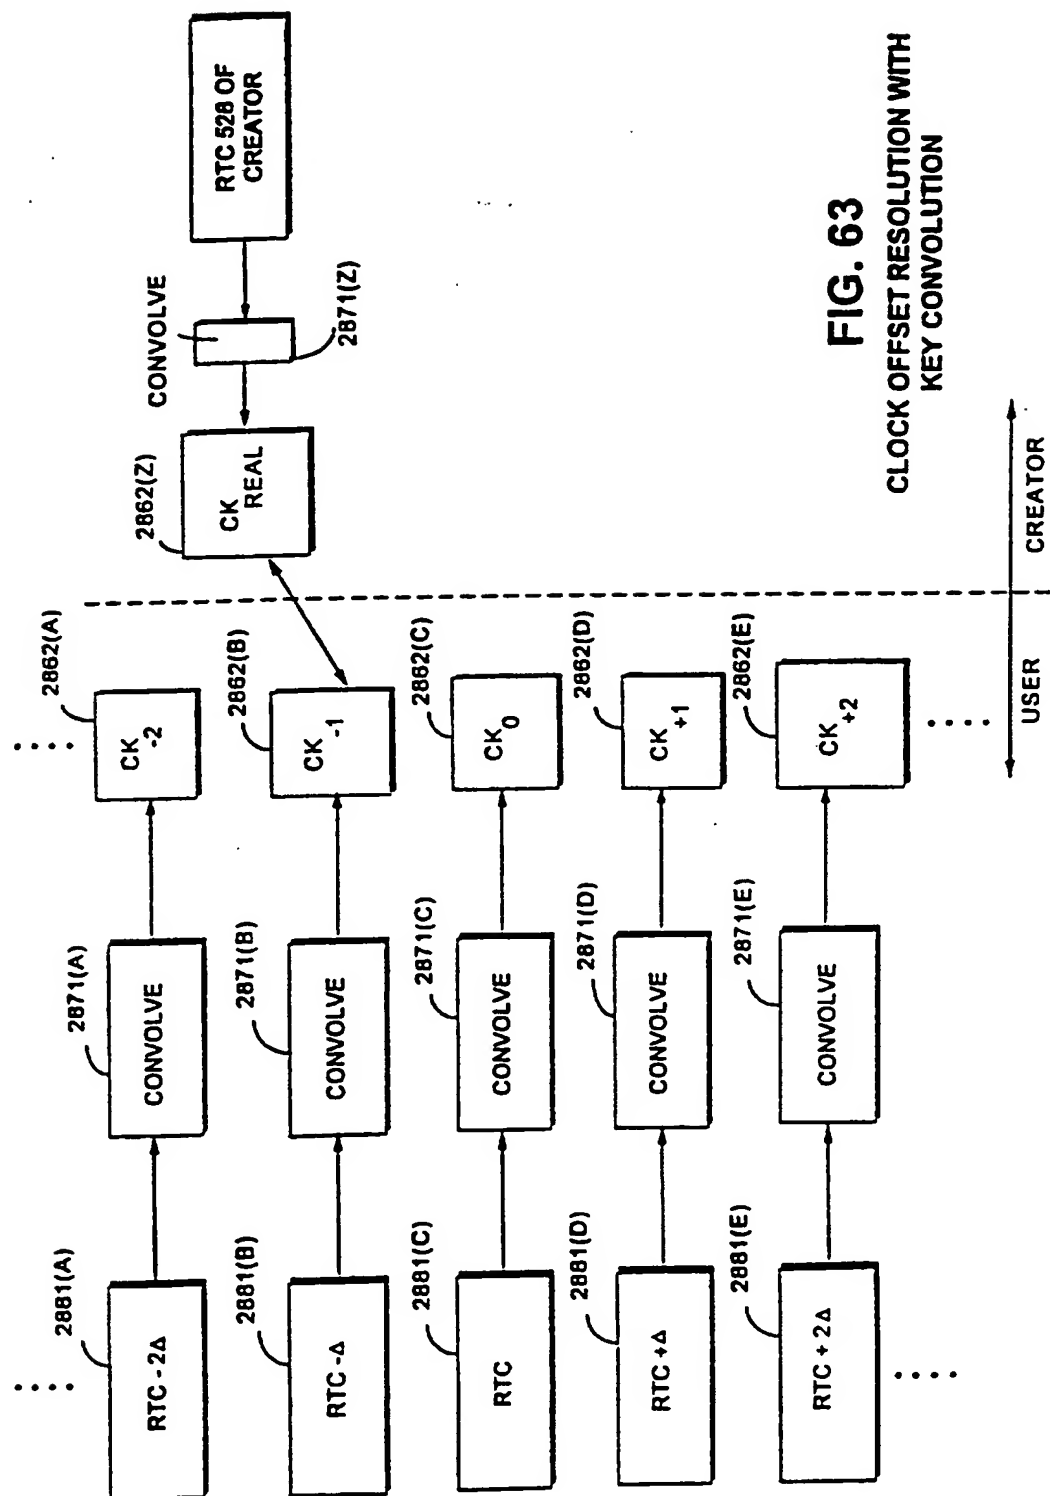 RTC 528 OF
CREATOR
CONVOLVE
2871(Z)
2862(Z)
CK REAL
2862(A)
CK -2
2871(A)
CONVOLVE
2881(A)
RTC - 2Δ
2862(B)
CK -1
2871(B)
CONVOLVE
2881(B)
RTC -Δ
2862(C)
CK 0
2871(C)
CONVOLVE
2881(C)
RTC
2862(D)
CK +1
2871(D)
CONVOLVE
2881(D)
RTC +Δ
2862(E)
CK +2
2871(E)
CONVOLVE
2881(E)
RTC + 2Δ
USER
CREATOR
FIG. 63
CLOCK OFFSET RESOLUTION WITH
KEY CONVOLUTION